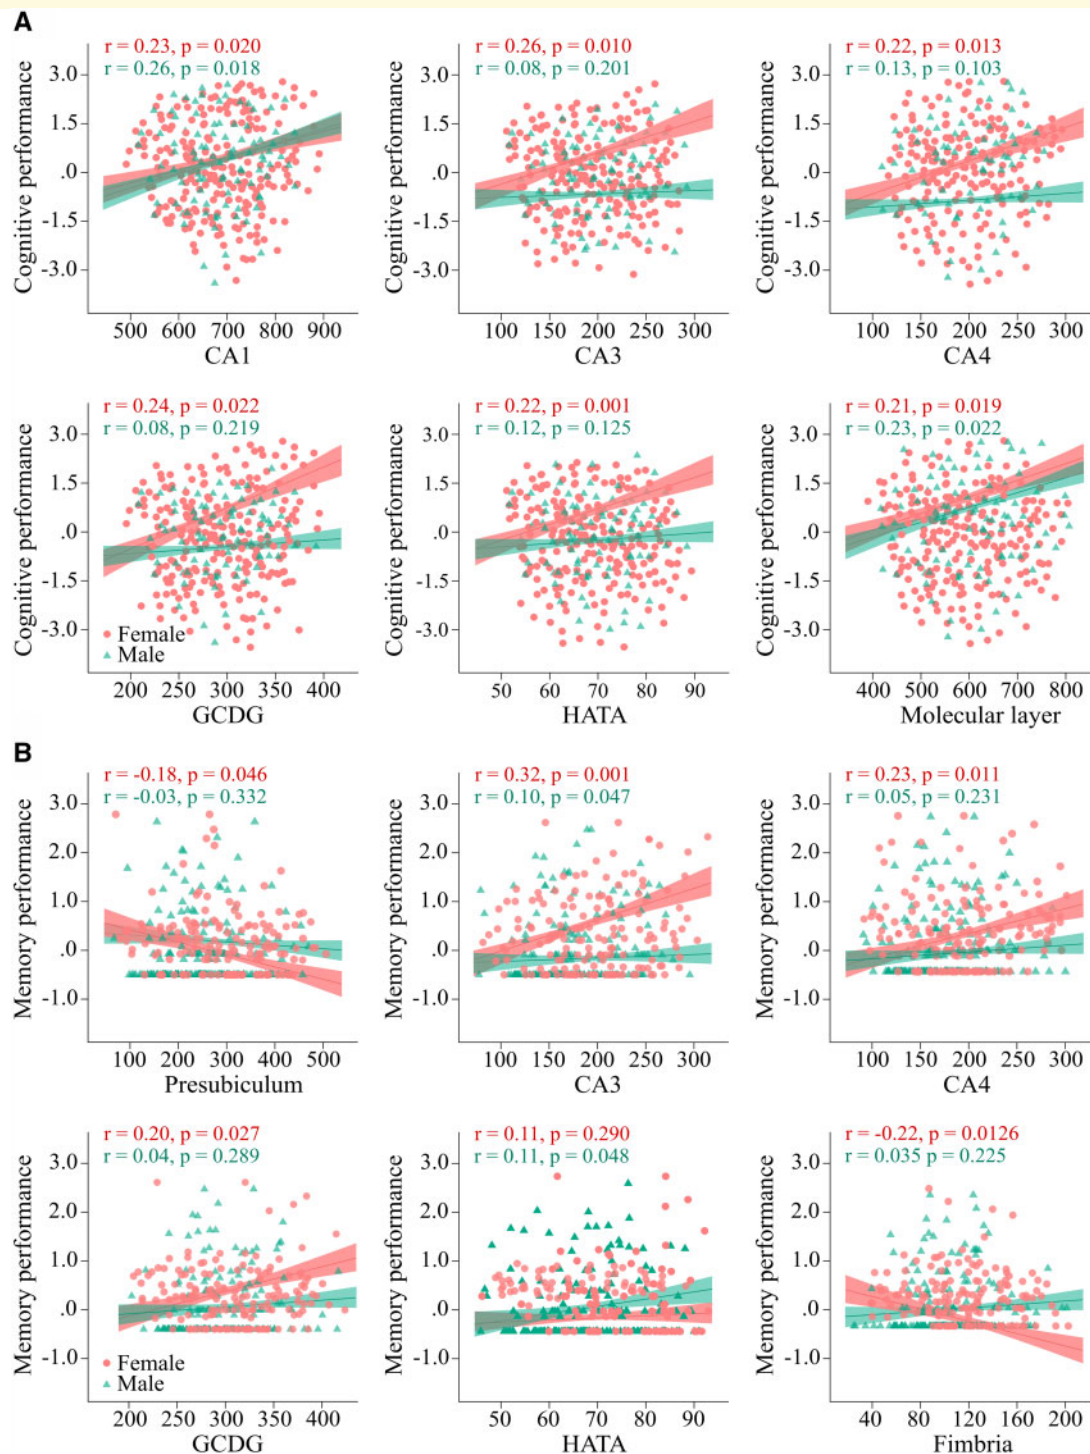 A
r = 0.23, p = 0.020
r = 0.26, p = 0.018
Cognitive performance
3.0
1.5
.0
-1.5
-3.0
500 600 700 800 900
CA1
r = 0.26, p = 0.010
r = 0.08, p = 0.201
Cognitive performance
3.0
1.5
.0
-1.5
-3.0
100 150 200 250 300
CA3
r = 0.22, p = 0.013
r = 0.13, p = 0.103
Cognitive performance
3.0
1.5
.0
-1.5
-3.0
100 150 200 250 300
CA4
r = 0.24, p = 0.022
r = 0.08, p = 0.219
Cognitive performance
3.0
1.5
.0
-1.5
-3.0
Female
Male
200 250 300 350 400
GCDG
r = 0.22, p = 0.001
r = 0.12, p = 0.125
Cognitive performance
3.0
1.5
.0
-1.5
-3.0
50 60 70 80 90
HATA
r = 0.21, p = 0.019
r = 0.23, p = 0.022
Cognitive performance
3.0
1.5
.0
-1.5
-3.0
400 500 600 700 800
Molecular layer
B
r = -0.18, p = 0.046
r = -0.03, p = 0.332
Memory performance
3.0
2.0
1.0
.0
-1.0
100 200 300 400 500
Presubiculum
r = 0.32, p = 0.001
r = 0.10, p = 0.047
Memory performance
3.0
2.0
1.0
.0
-1.0
100 150 200 250 300
CA3
r = 0.23, p = 0.011
r = 0.05, p = 0.231
Memory performance
3.0
2.0
1.0
.0
-1.0
100 150 200 250 300
CA4
r = 0.20, p = 0.027
r = 0.04, p = 0.289
Memory performance
3.0
2.0
1.0
.0
-1.0
Female
Male
200 250 300 350 400
GCDG
r = 0.11, p = 0.290
r = 0.11, p = 0.048
Memory performance
3.0
2.0
1.0
.0
-1.0
50 60 70 80 90
HATA
r = -0.22, p = 0.0126
r = 0.035 p = 0.225
Memory performance
3.0
2.0
1.0
.0
-1.0
40 80 120 160 200
Fimbria